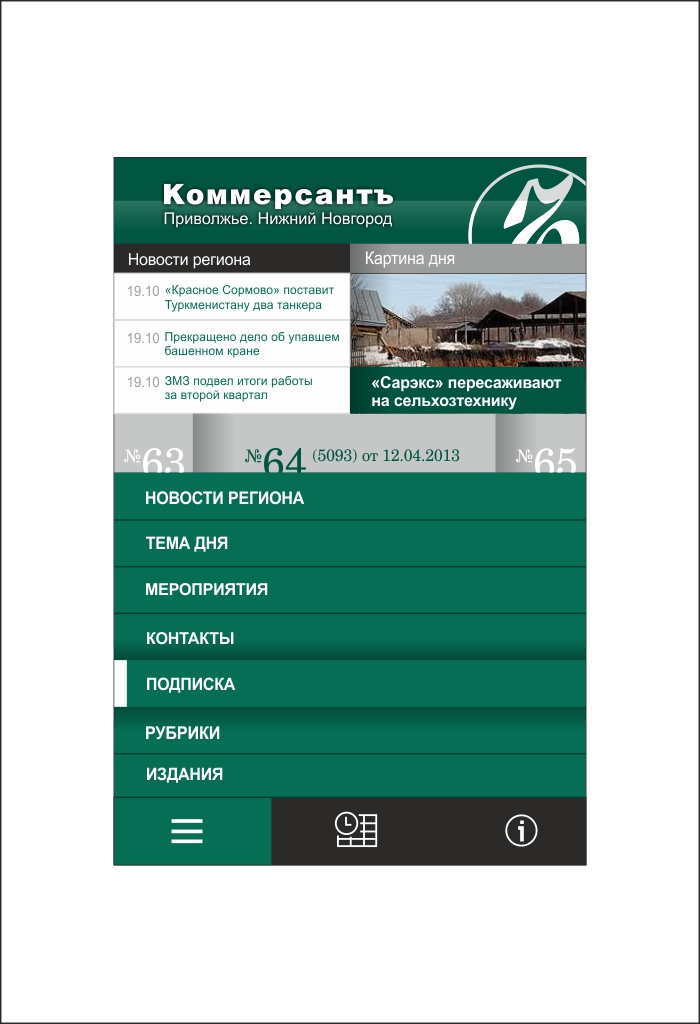 Коммерсантъ
Приволжье. Нижний Новгород
Новости региона
19.10 «Красное Сормово» поставит
Туркменистану два танкера
19.10 Прекращено дело об упавшем
башенном кране
19.10 ЗМЗ подвел итоги работы
за второй квартал
Картина дня
«Сарэкс» пересаживают
на сельхозтехнику
№63
№64 (5093) от 12.04.2013
№65
НОВОСТИ РЕГИОНА
ТЕМА ДНЯ
МЕРОПРИЯТИЯ
КОНТАКТЫ
ПОДПИСКА
РУБРИКИ
ИЗДАНИЯ